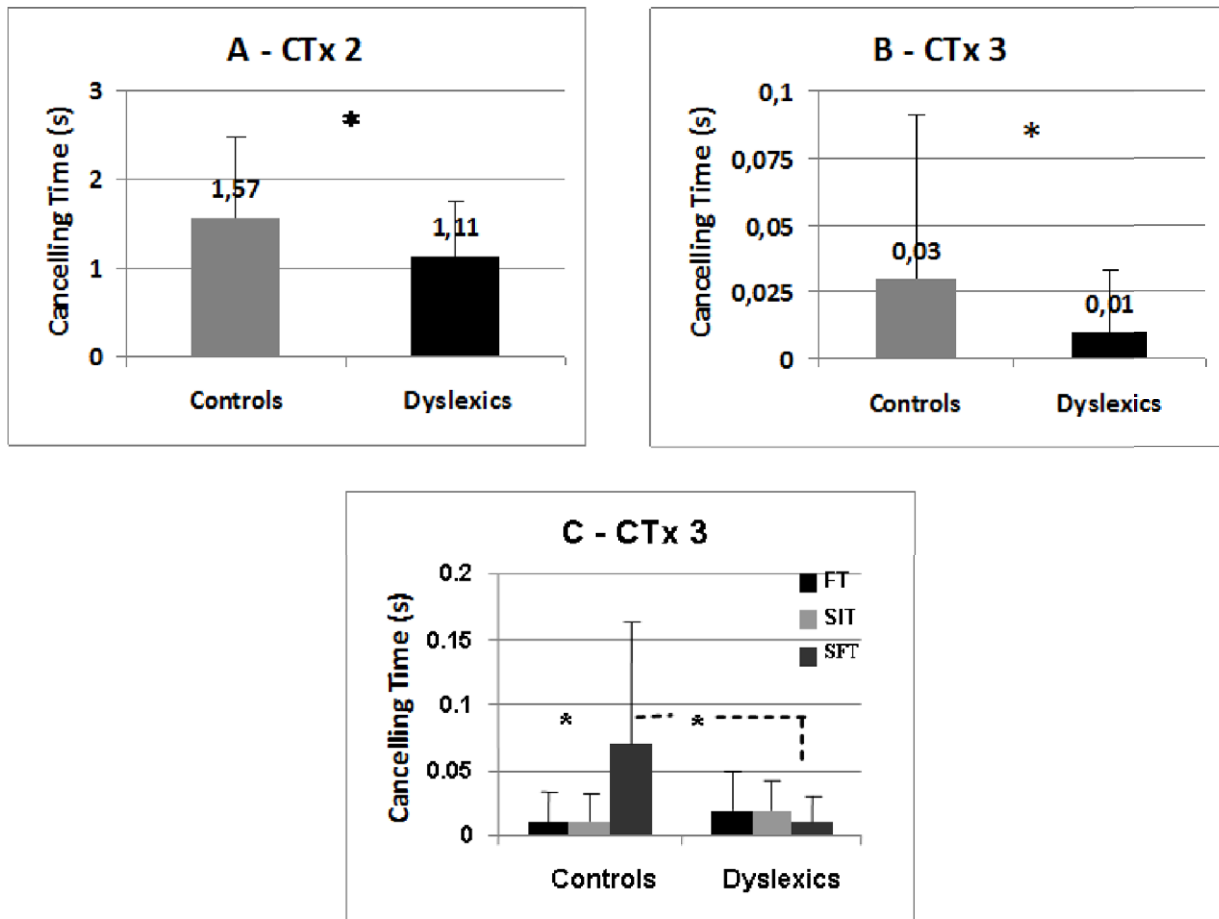 A - CTx 2
Cancelling Time (s)
3
2
1
0
*
1,57
1,11
Controls Dyslexics
B - CTx 3
Cancelling Time (s)
0,1
0,075
0,05
0,025
0
*
0,03
0,01
Controls Dyslexics
C - CTx 3
Cancelling Time (s)
0.2
0.15
0.1
0.05
0
FT
SIT
SFT
* *
Controls Dyslexics